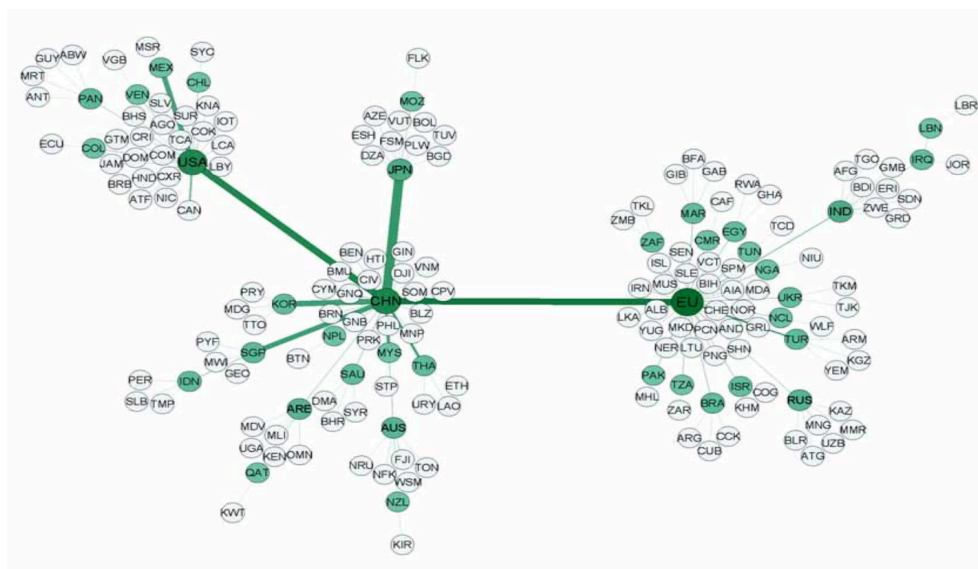 MSR
SYC
GUY
ABW
VGB
MEX
CHL
MRT
ANT
PAN
VEN
SLV
KNA
BHS
AGO
SUR
IOT
COK
ECU
COL
GTM
CRI
TCA
LCA
JAM
DOM
COM
USA
LBY
BRB
HND
CXR
ATF
NIC
CAN
FLK
MOZ
AZE
VUT
BOL
ESH
FSM
PLW
TUV
DZA
BGD
JPN
BEN
HTI
GIN
BMU
CIV
DJI
VNM
CYM
GNQ
CHN
SOM
CPV
PRY
KOR
MDG
TTO
BRN
GNB
PHL
BLZ
MNP
NPL
PRK
PYF
SGP
BTN
MYS
THA
MWI
GEO
PER
IDN
SLB
TMP
SAU
STP
ETH
DMA
URY
LAO
BHR
SYR
ARE
MDV
MLI
UGA
KEN
OMN
QAT
KWT
AUS
NRU
FJI
TON
NFK
WSM
NZL
KIR
LBR
LBN
IRQ
JOR
TGO
AFG
GMB
BDI
ERI
IND
ZWE
SDN
GRD
BFA
GIB
GAB
RWA
TKL
MAR
CAF
GHA
ZMB
ZAF
CMR
EGY
TCD
SEN
TUN
ISL
VCT
SPM
NIU
SLE
NGA
IRN
MUS
BIH
AIA
MDA
TKM
UKR
EU
CHE
NOR
TJK
LKA
ALB
NCL
YUG
MKD
PCN
AND
GRL
WLF
TUR
ARM
NER
LTU
SHN
PNG
KGZ
YEM
PAK
TZA
ISR
COG
MHL
KHM
ZAR
BRA
RUS
KAZ
ARG
CCK
MNG
MMR
CUB
BLR
UZB
ATG